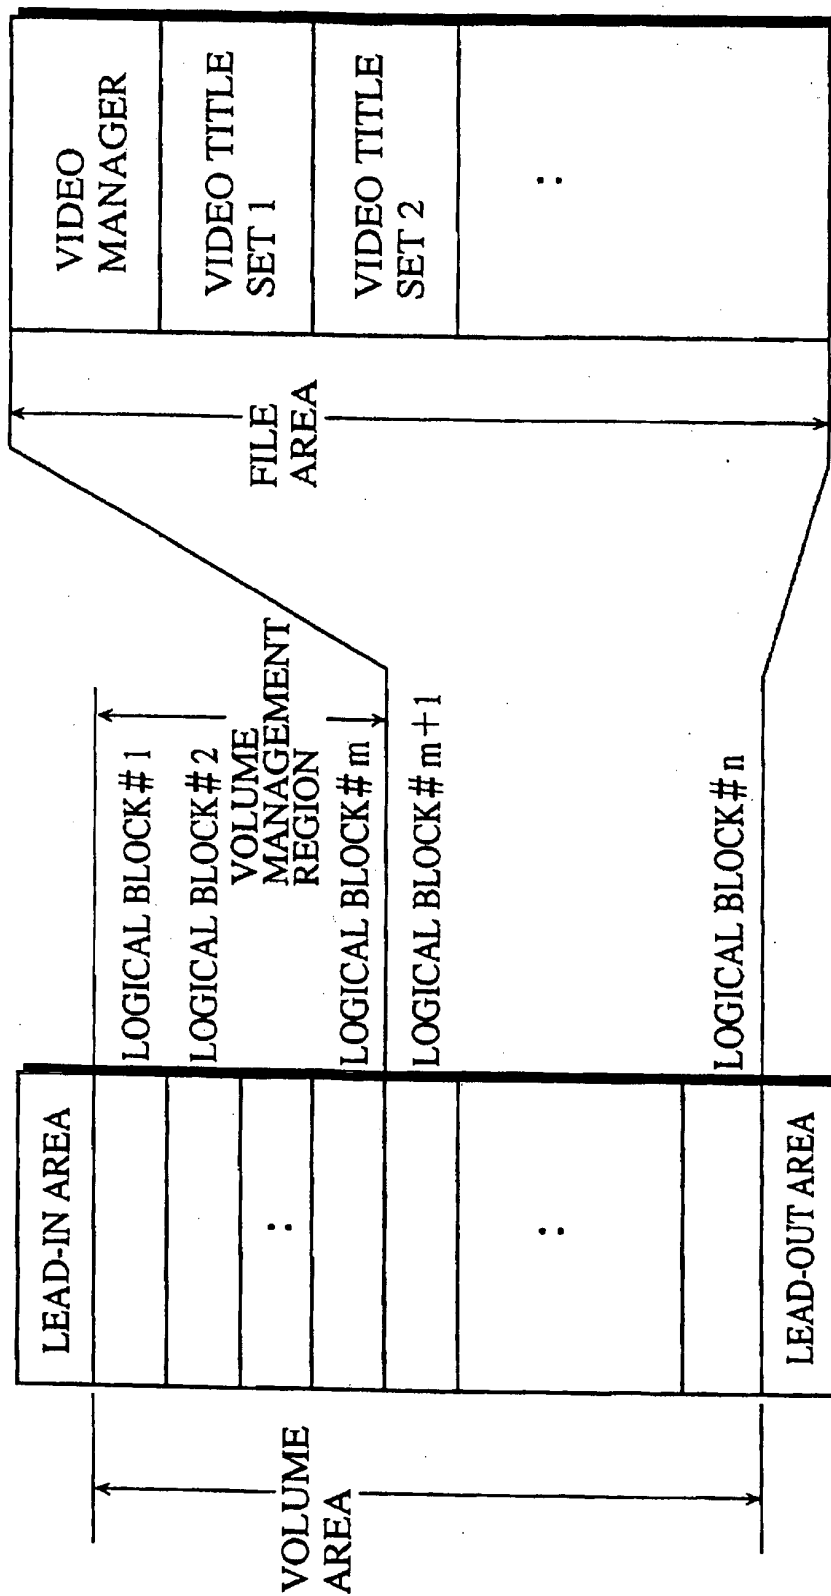 VOLUME
AREA
LEAD-IN AREA
:
:
LEAD-OUT AREA
LOGICAL BLOCK#1
LOGICAL BLOCK#2
VOLUME
MANAGEMENT
REGION
LOGICAL BLOCK#m
LOGICAL BLOCK#m+1
LOGICAL BLOCK#n
FILE
AREA
VIDEO
MANAGER
VIDEO TITLE
SET 1
VIDEO TITLE
SET 2
: